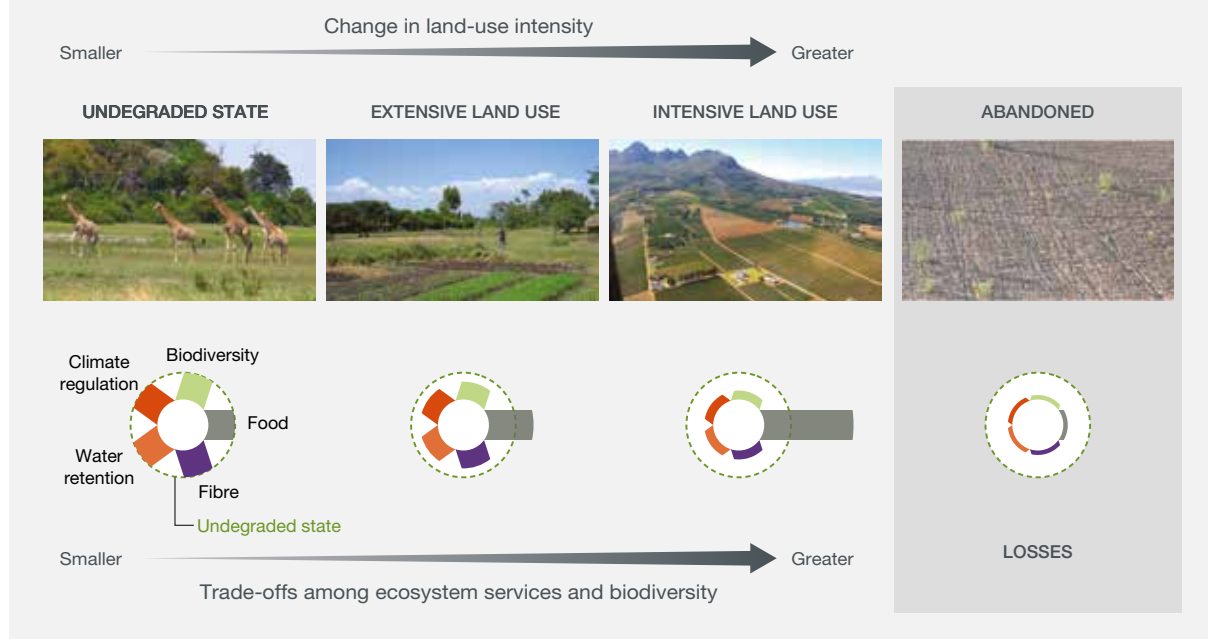 Change in land-use intensity
Smaller
Greater
UNDEGRADED STATE
EXTENSIVE LAND USE
INTENSIVE LAND USE
ABANDONED
Climate
regulation
Biodiversity
Food
Water
retention
Fibre
Undegraded state
Smaller
Greater
LOSSES
Trade-offs among ecosystem services and biodiversity